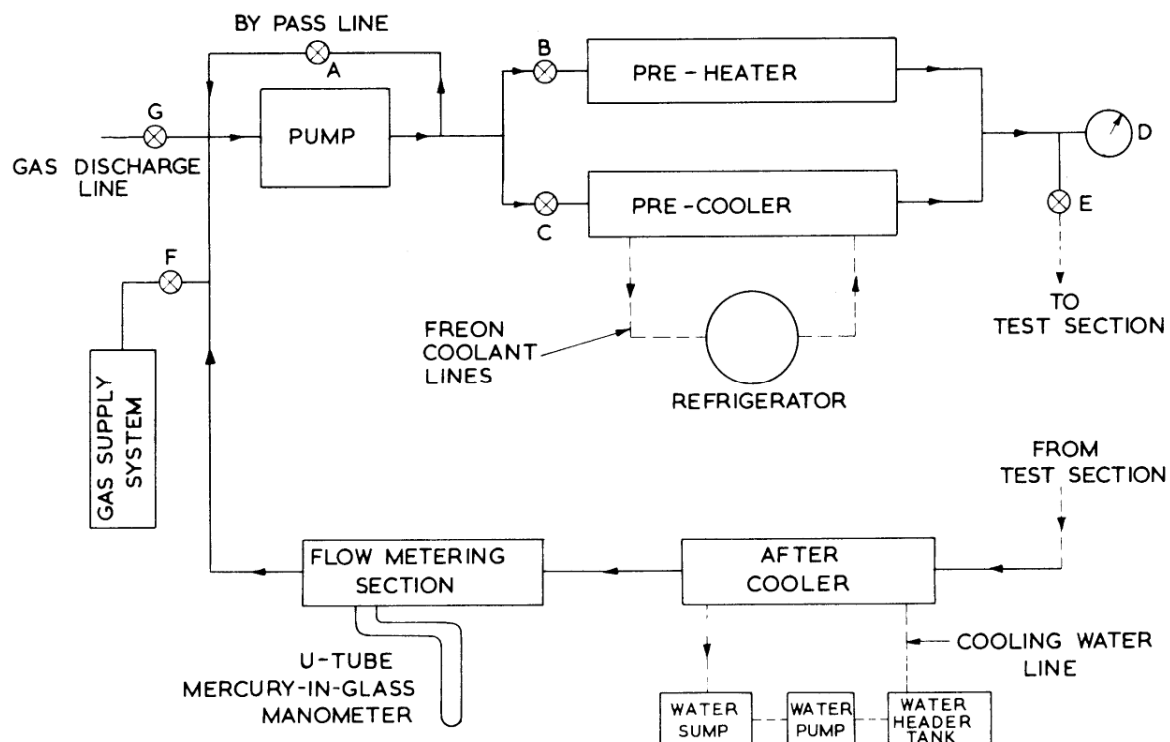 BY PASS LINE
A
B
PRE-HEATER
G
PUMP
D
GAS DISCHARGE
LINE
PRE-COOLER
C
E
F
TO
TEST SECTION
FREON
COOLANT
LINES
REFRIGERATOR
GAS SUPPLY
SYSTEM
FROM
TEST SECTION
FLOW METERING
SECTION
AFTER
COOLER
U-TUBE
MERCURY-IN-GLASS
MANOMETER
COOLING WATER
LINE
WATER
SUMP
WATER
PUMP
WATER
HEADER
TANK